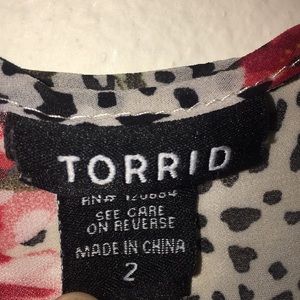 TORRID
RN#
SEE CARE
ON REVERSE
MADE IN CHINA
2